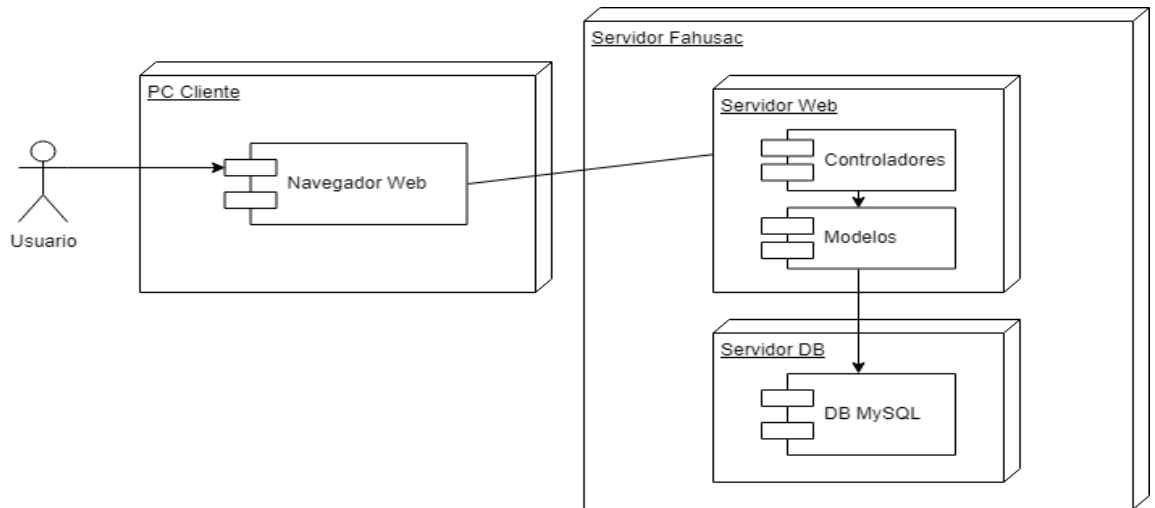 Servidor Fahusac
PC Cliente
Servidor Web
Controladores
Navegador Web
Modelos
Usuario
Servidor DB
DB MySQL